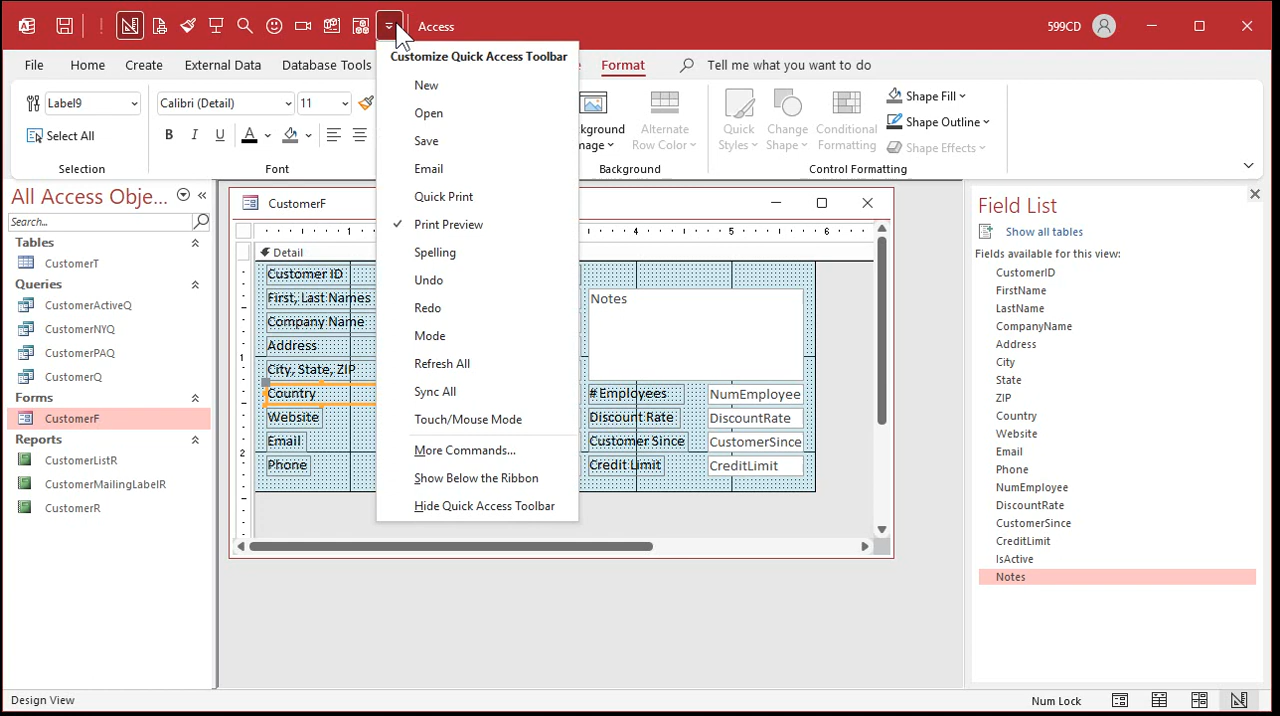 Access
599CD
File
Home
Create
External Data
Database Tools
Format
Tell me what you want to do
Label9
Select All
Selection
Calibri (Detail)
11
B I U A
Font
ackground
mage
Alternate
Row Color
Background
Quick
Styles
Change
Shape
Conditional
Formatting
Shape Fill
Shape Outline
Shape Effects
Control Formatting
Customize Quick Access Toolbar
New
Open
Save
Email
Quick Print
Print Preview
Spelling
Undo
Redo
Mode
Refresh All
Sync All
Touch/Mouse Mode
More Commands...
Show Below the Ribbon
Hide Quick Access Toolbar
All Access Obje...
Search...
Tables
CustomerT
Queries
CustomerActiveQ
CustomerNYQ
CustomerPAQ
CustomerQ
Forms
CustomerF
Reports
CustomerListR
CustomerMailingLabelR
CustomerR
CustomerF
1
4
5
6
Detail
1
2
Customer ID
First, Last Names
Company Name
Address
City, State, ZIP
Country
Website
Email
Phone
Notes
# Employees
NumEmployee
Discount Rate
DiscountRate
Customer Since
CustomerSince
Credit Limit
CreditLimit
Field List
Show all tables
Fields available for this view:
CustomerID
FirstName
LastName
CompanyName
Address
City
State
ZIP
Country
Website
Email
Phone
NumEmployee
DiscountRate
CustomerSince
CreditLimit
IsActive
Notes
Design View
Num Lock